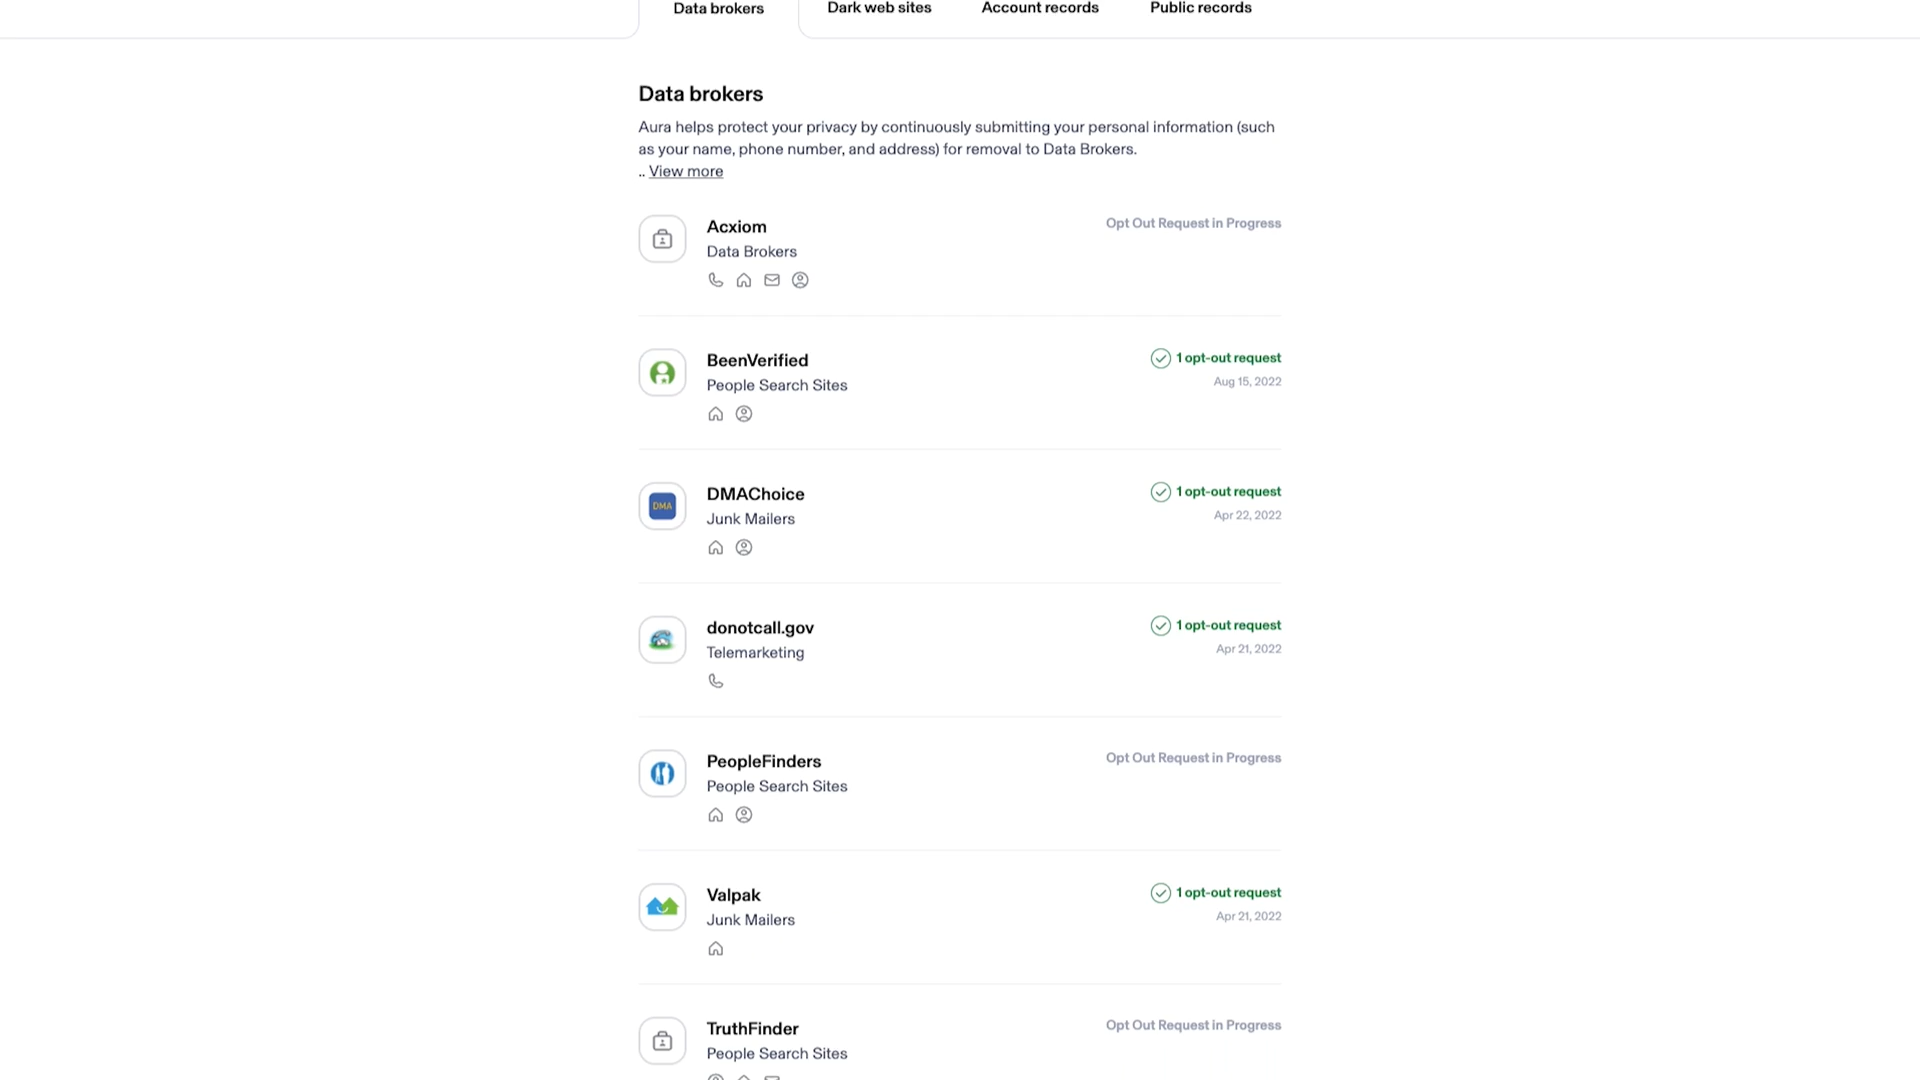 Data brokers
Dark web sites
Account records
Public records
Data brokers
Aura helps protect your privacy by continuously submitting your personal information (such
as your name, phone number, and address) for removal to Data Brokers.
.. View more
Acxiom
Opt Out Request in Progress
Data Brokers
BeenVerified
1 opt-out request
People Search Sites
Aug 15, 2022
DMAChoice
1 opt-out request
DMA
Junk Mailers
Apr 22, 2022
donotcall.gov
1 opt-out request
Telemarketing
Apr 21, 2022
PeopleFinders
Opt Out Request in Progress
People Search Sites
Valpak
1 opt-out request
Junk Mailers
Apr 21, 2022
TruthFinder
Opt Out Request in Progress
People Search Sites